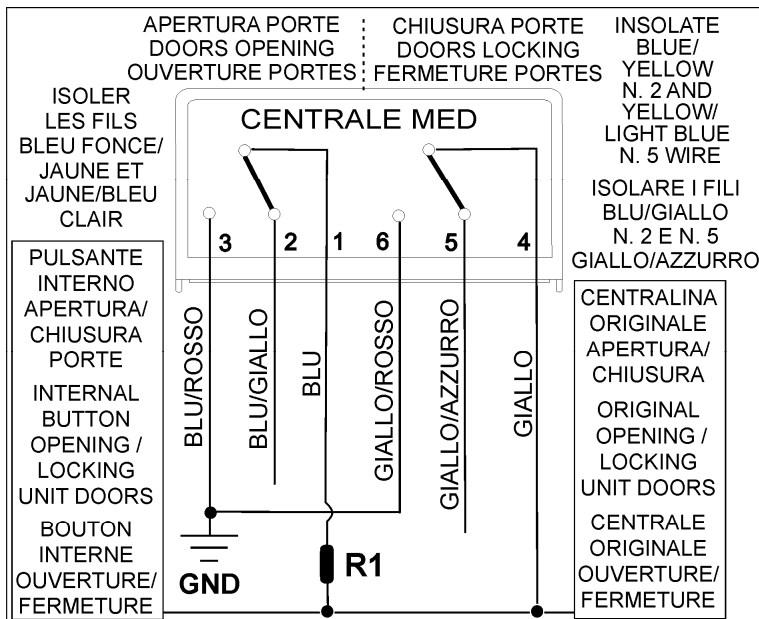 APERTURA PORTE
DOORS OPENING
OUVERTURE PORTES
CHIUSURA PORTE
DOORS LOCKING
FERMETURE PORTES
INSOLATE
BLUE/
YELLOW
N. 2 AND
YELLOW/
LIGHT BLUE
N. 5 WIRE
ISOLARE I FILI
BLU/GIALLO
N. 2 E N. 5
GIALLO/AZZURRO
ISOLER
LES FILS
BLEU FONCE/
JAUNE ET
JAUNE/BLEU
CLAIR
CENTRALE MED
3 2 1 6 5 4
PULSANTE
INTERNO
APERTURA/
CHIUSURA
PORTE
INTERNAL
BUTTON
OPENING /
LOCKING
UNIT DOORS
BOUTON
INTERNE
OUVERTURE/
FERMETURE
BLU/ROSSO
BLU/GIALLO
BLU
GIALLO/ROSSO
GIALLO/AZZURRO
GIALLO
GND
R1
CENTRALINA
ORIGINALE
APERTURA/
CHIUSURA
ORIGINAL
OPENING /
LOCKING
UNIT DOORS
CENTRALE
ORIGINALE
OUVERTURE/
FERMETURE